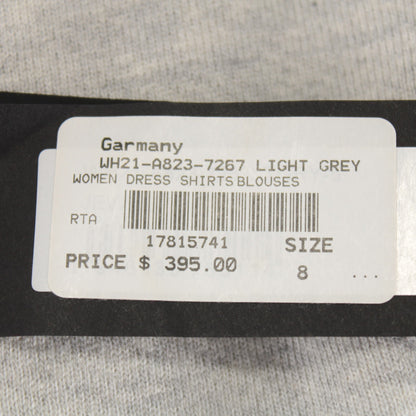 Garmany
WH21-A823-7267 LIGHT GREY
WOMEN DRESS SHIRTS BLOUSES
RTA
17815741
SIZE
PRICE $ 395.00
8 ...